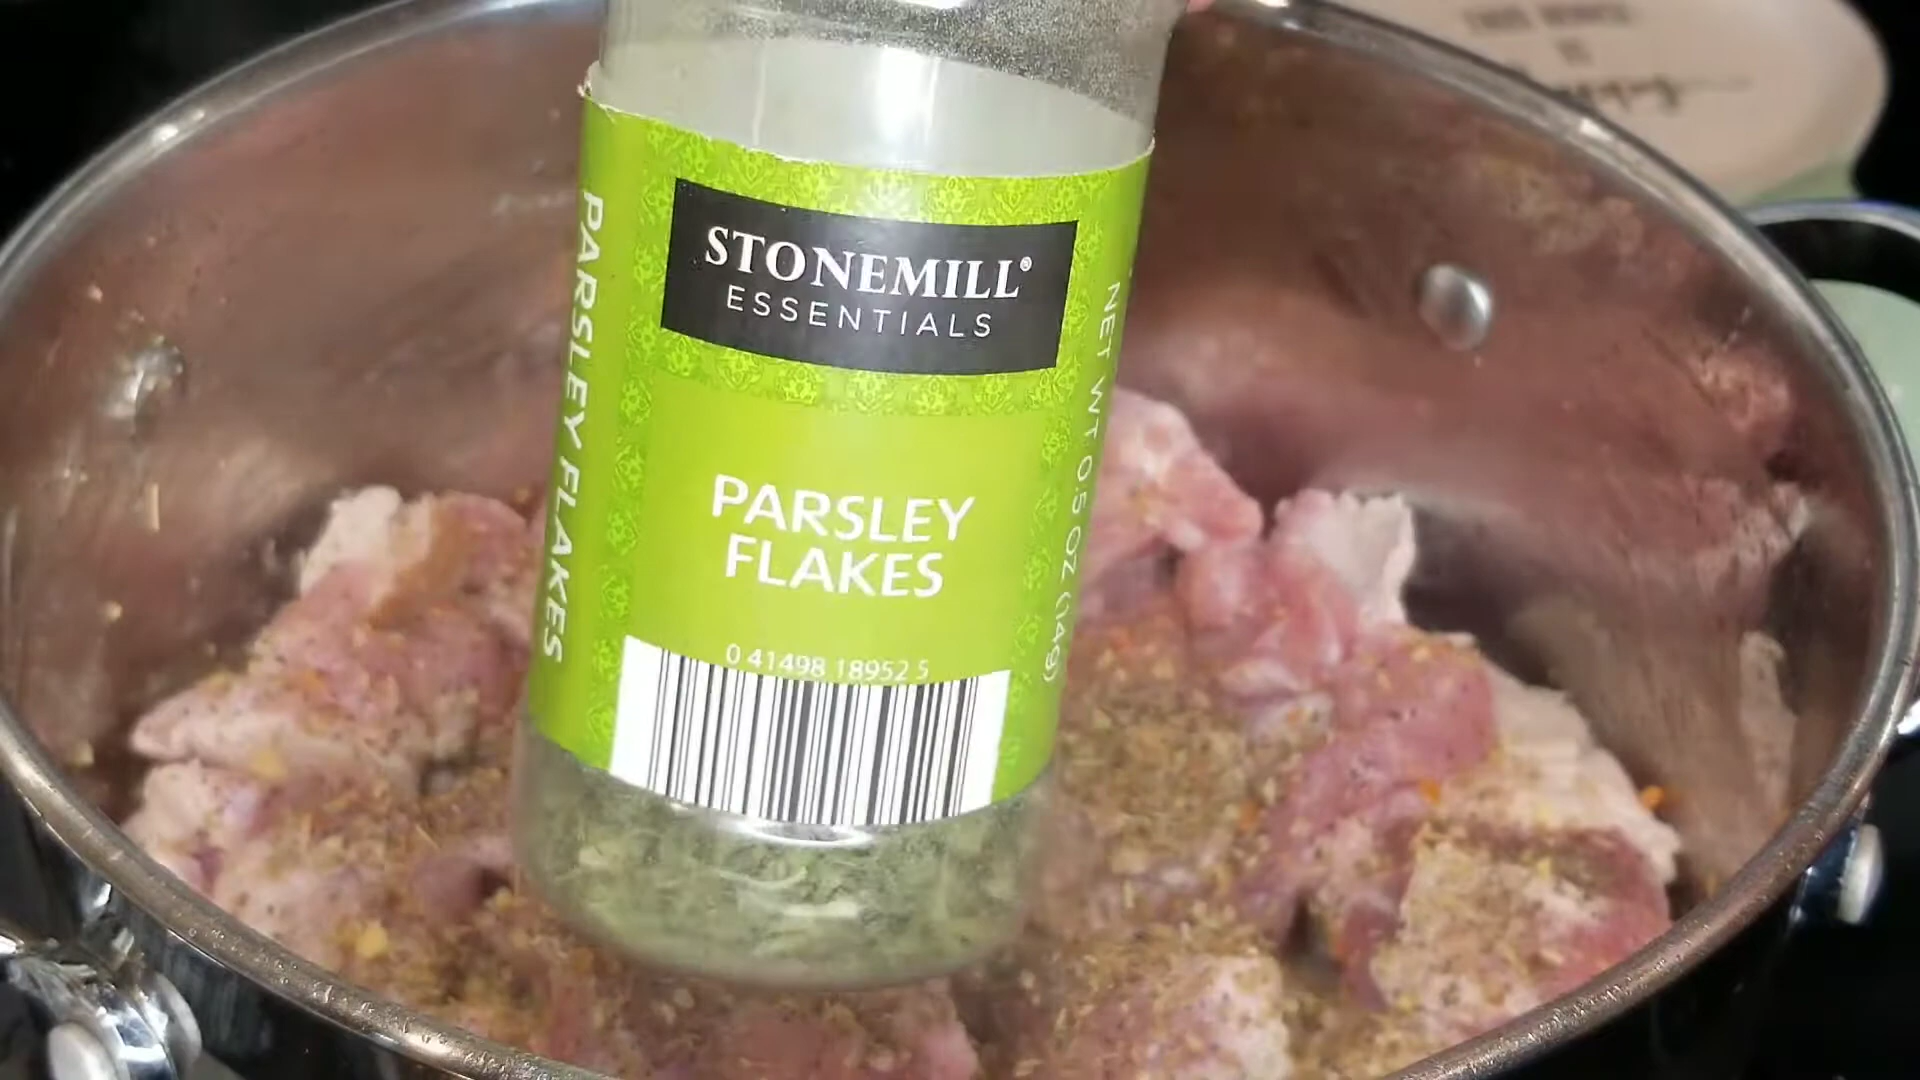 STONEMILL®
ESSENTIALS
PARSLEY
FLAKES
0 41498 18952 5
PARSLEY FLAKES
NET WT 0.5 OZ (14g)